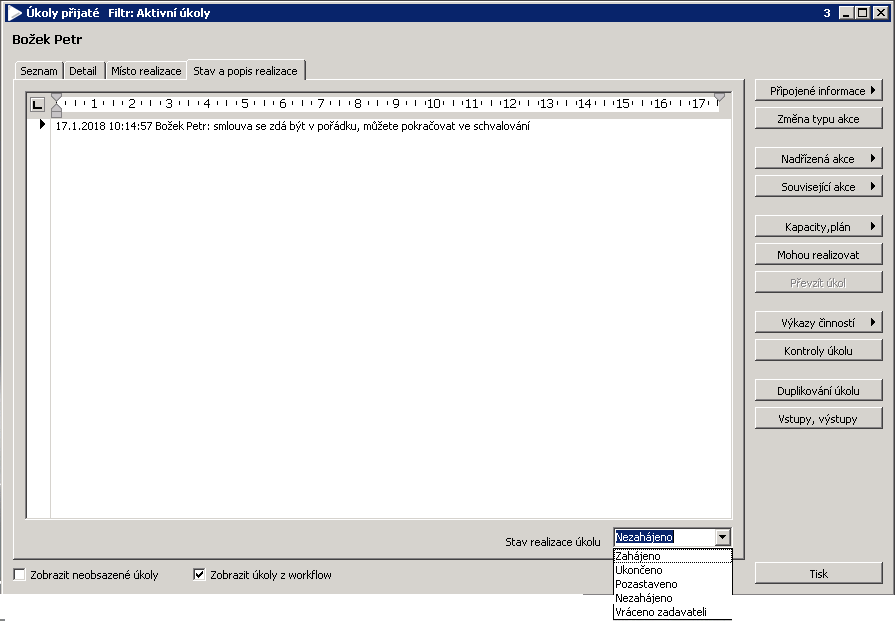 Úkoly přijaté Filtr: Aktivní úkoly 3
Božek Petr
Seznam Detail Místo realizace Stav a popis realizace
1 2 3 4 5 6 7 8 9 10 11 12 13 14 15 16 17
17.1.2018 10:14:57 Božek Petr: smlouva se zdá být v pořádku, můžete pokračovat ve schvalování
Připojené informace
Změna typu akce
Nadřízená akce
Související akce
Kapacity,plán
Mohou realizovat
Převzít úkol
Výkazy činností
Kontroly úkolu
Duplikování úkolu
Vstupy, výstupy
Stav realizace úkolu Nezahájeno
Zahájeno
Ukončeno
Pozastaveno
Nezahájeno
Vráceno zadavateli
Zobrazit neobsazené úkoly Zobrazit úkoly z workflow
Tisk